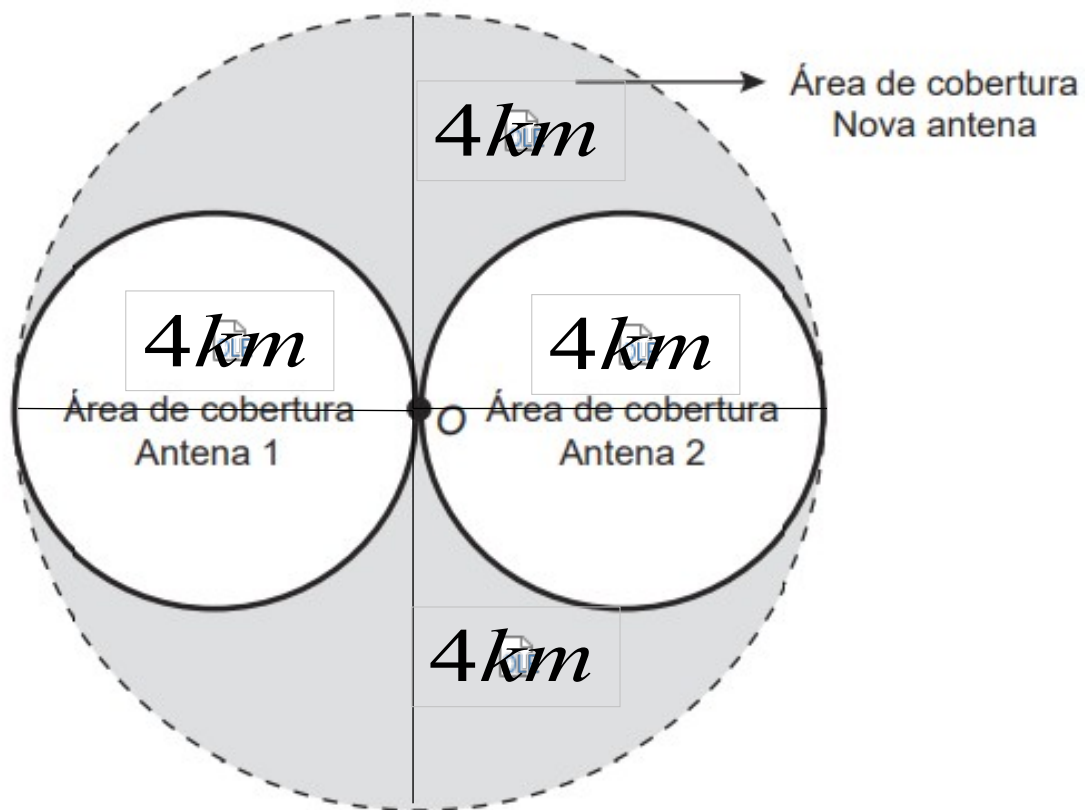 Área de cobertura
Nova antena
4km
4km
4km
Área de cobertura
Antena 1
O
Área de cobertura
Antena 2
4km